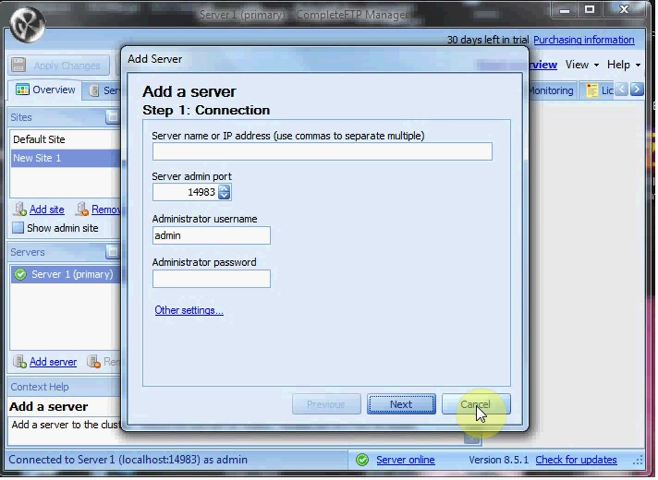 Server 1 (primary) - CompleteFTP Manager
30 days left in trial Purchasing information
Apply Changes
view View Help
Overview Ser
Monitoring Lic
Sites
Default Site
New Site 1
Add site Remov
Show admin site
Servers
Server 1 (primary)
Add server Re
Context Help
Add a server
Add a server to the clust
Add Server
Add a server
Step 1: Connection
Server name or IP address (use commas to separate multiple)
Server admin port
14983
Administrator username
admin
Administrator password
Other settings...
Previous Next Cancel
Connected to Server 1 (localhost:14983) as admin Server online Version 8.5.1 Check for updates